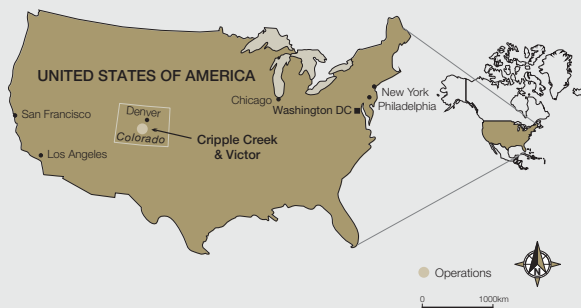 UNITED STATES OF AMERICA
San Francisco
Los Angeles
Denver
Colorado
Cripple Creek
& Victor
Chicago
Washington DC
New York
Philadelphia
N
Operations
0 1000km